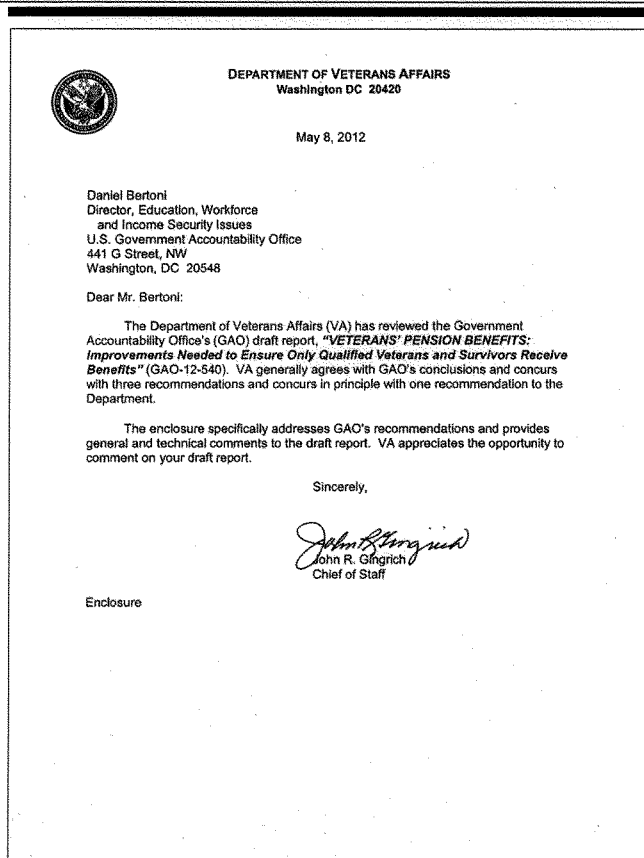 DEPARTMENT OF VETERANS AFFAIRS
Washington DC 20420
May 8, 2012
Daniel Bertoni
Director, Education, Workforce
and Income Security Issues
U.S. Government Accountability Office
441 G Street, NW
Washington, DC 20548
Dear Mr. Bertoni:
The Department of Veterans Affairs (VA) has reviewed the Government
Accountability Office's (GAO) draft report, "VETERANS' PENSION BENEFITS:
Improvements Needed to Ensure Only Qualified Veterans and Survivors Receive
Benefits" (GAO-12-540). VA generally agrees with GAO's conclusions and concurs
with three recommendations and concurs in principle with one recommendation to the
Department.
The enclosure specifically addresses GAO's recommendations and provides
general and technical comments to the draft report. VA appreciates the opportunity to
comment on your draft report.
Sincerely,
John R Gingrich
John R. Gingrich
Chief of Staff
Enclosure